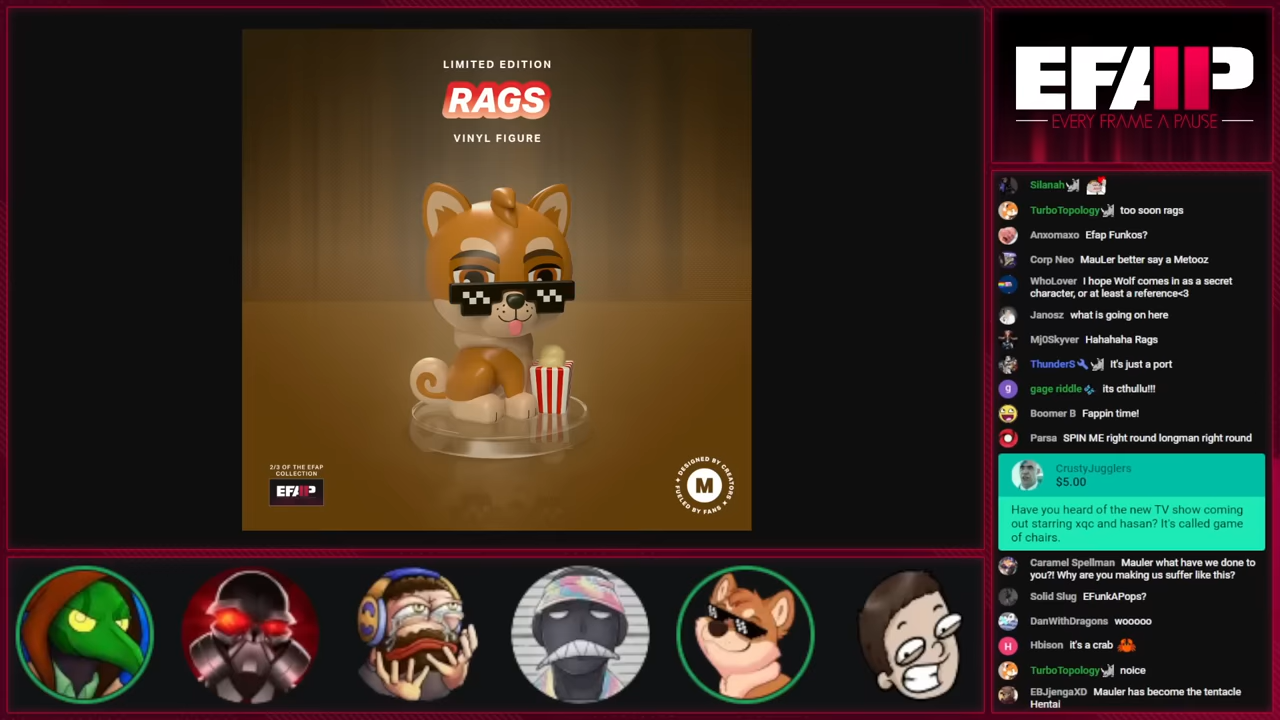 LIMITED EDITION
RAGS
VINYL FIGURE
2/3 OF THE EFAP
COLLECTION
EFAP
DESIGNED BY CREATORS
FUELED BY FANS
M
EFAP
EVERY FRAME A PAUSE
Silanah
TurboTopology too soon rags
Anxomaxo Efap Funkos?
Corp Neo MauLer better say a Metooz
WhoLover I hope Wolf comes in as a secret
character, or at least a reference<3
Janosz what is going on here
Mj0Skyver Hahahaha Rags
ThunderS It's just a port
g
gage riddle its cthullu!!!
Boomer B Fappin time!
Parsa SPIN ME right round longman right round
CrustyJugglers
$5.00
Have you heard of the new TV show coming
out starring xqc and hasan? It's called game
of chairs.
Caramel Spellman Mauler what have we done to
you?! Why are you making us suffer like this?
Solid Slug EFunkAPops?
DanWithDragons wooooo
H
Hbison it's a crab
TurboTopology noice
EBJjengaXD Mauler has become the tentacle
Hentai